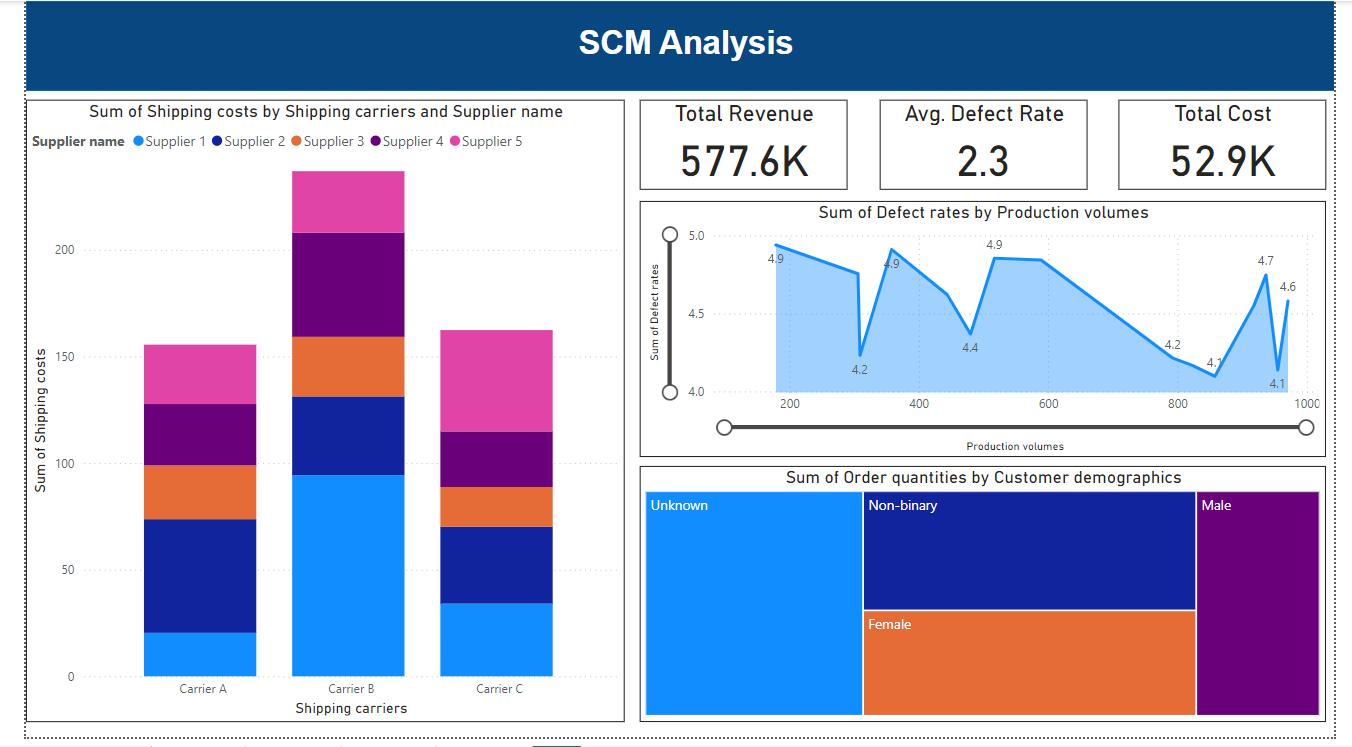 SCM Analysis
Sum of Shipping costs by Shipping carriers and Supplier name
Supplier name Supplier 1 Supplier 2 Supplier 3 Supplier 4 Supplier 5
200
150
100
50
0
Sum of Shipping costs
Carrier A Carrier B Carrier C
Shipping carriers
Total Revenue
577.6K
Avg. Defect Rate
2.3
Total Cost
52.9K
Sum of Defect rates by Production volumes
Sum of Defect rates
5.0
4.5
4.0
4.9
4.2
4.9
4.4
4.9
4.2
4.1
4.7
4.1
4.6
200 400 600 800 1000
Production volumes
Sum of Order quantities by Customer demographics
Unknown
Non-binary
Female
Male